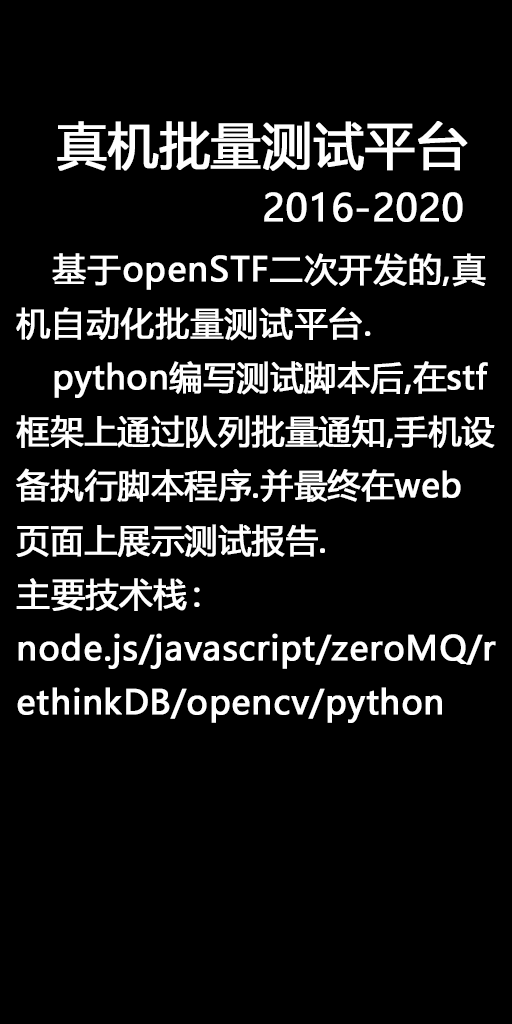 真机批量测试平台
2016-2020
基于openSTF二次开发的,真
机自动化批量测试平台.
python编写测试脚本后,在stf
框架上通过队列批量通知,手机设
备执行脚本程序.并最终在web
页面上展示测试报告.
主要技术栈：
node.js/javascript/zeroMQ/r
ethinkDB/opencv/python